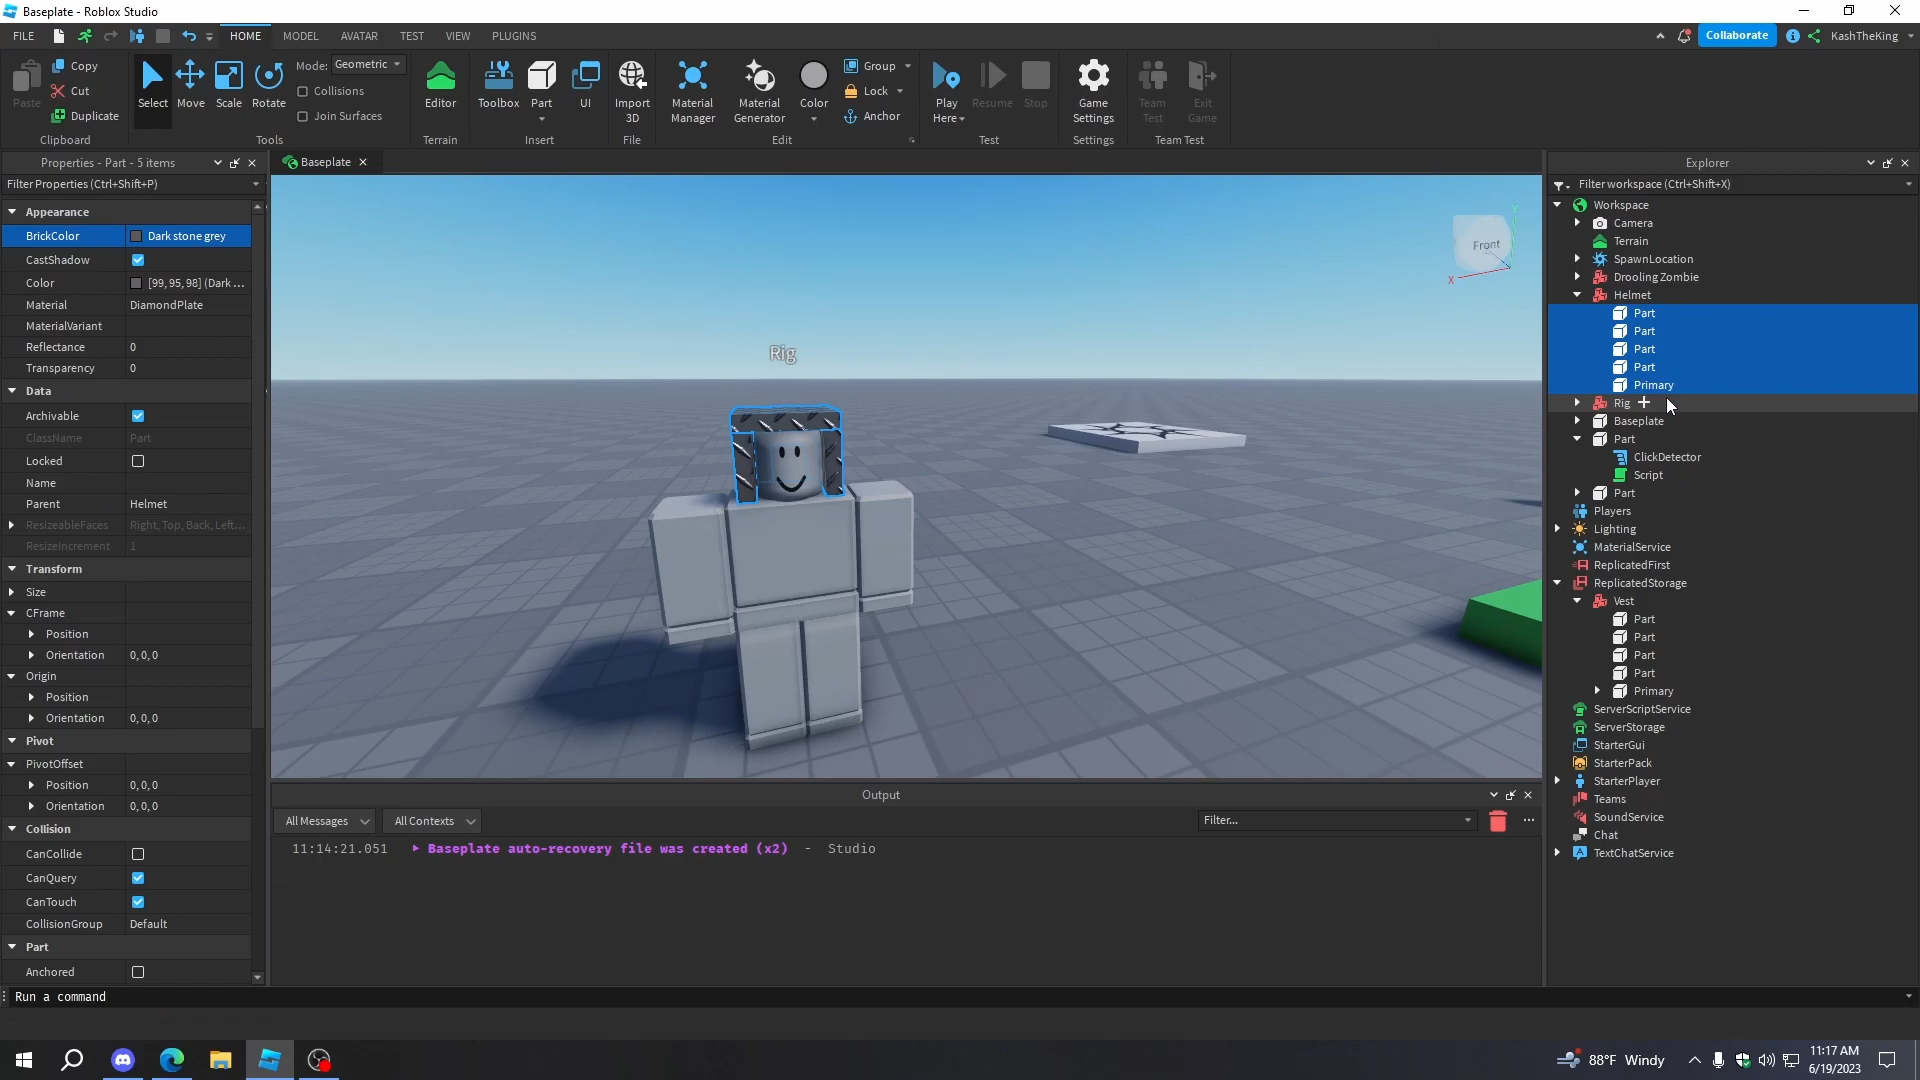 Baseplate - Roblox Studio
FILE HOME MODEL AVATAR TEST VIEW PLUGINS Collaborate KashTheKing
Copy Mode: Geometric Group
Paste Cut Select Move Scale Rotate Collisions Editor Toolbox Part UI Import 3D Material Manager Material Generator Color Lock Play Here Resume Stop Game Settings Team Test Exit Game
Duplicate Join Surfaces Anchor
Clipboard Tools Terrain Insert File Edit Test Settings Team Test
Properties - Part - 5 items
Filter Properties (Ctrl+Shift+P)
Appearance
BrickColor Dark stone grey
CastShadow
Color [99, 95, 98] (Dark ...
Material DiamondPlate
MaterialVariant
Reflectance 0
Transparency 0
Data
Archivable
ClassName Part
Locked
Name
Parent Helmet
ResizeableFaces Right, Top, Back, Left...
ResizeIncrement 1
Transform
Size
CFrame
Position
Orientation 0, 0, 0
Origin
Position
Orientation 0, 0, 0
Pivot
PivotOffset
Position 0, 0, 0
Orientation 0, 0, 0
Collision
CanCollide
CanQuery
CanTouch
CollisionGroup Default
Part
Anchored
Baseplate
Front
X
Y
Rig
Output
All Messages All Contexts Filter...
11:14:21.051 Baseplate auto-recovery file was created (x2) - Studio
Explorer
Filter workspace (Ctrl+Shift+X)
Workspace
Camera
Terrain
SpawnLocation
Drooling Zombie
Helmet
Part
Part
Part
Part
Primary
Rig
Baseplate
Part
ClickDetector
Script
Part
Players
Lighting
MaterialService
ReplicatedFirst
ReplicatedStorage
Vest
Part
Part
Part
Part
Primary
ServerScriptService
ServerStorage
StarterGui
StarterPack
StarterPlayer
Teams
SoundService
Chat
TextChatService
Run a command
88°F Windy
11:17 AM
6/19/2023